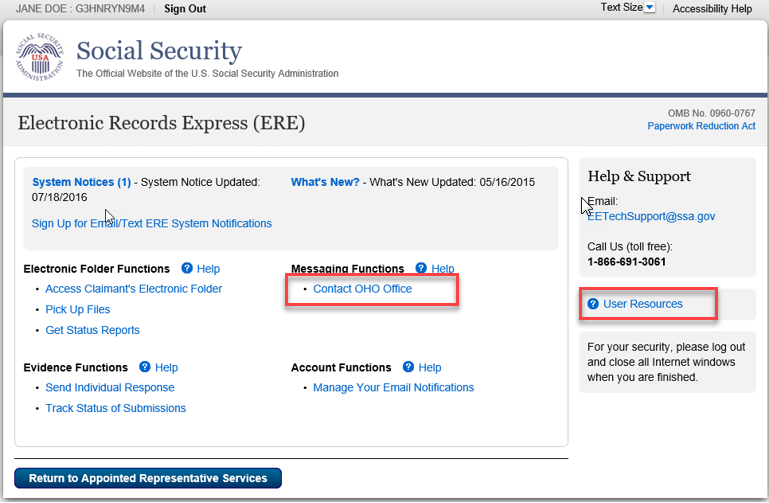 JANE DOE : G3HNRYN9M4 | Sign Out
Text Size | Accessibility Help
SOCIAL SECURITY ADMINISTRATION
USA
Social Security
The Official Website of the U.S. Social Security Administration
Electronic Records Express (ERE)
OMB No. 0960-0767
Paperwork Reduction Act
System Notices (1) - System Notice Updated:
07/18/2016
Sign Up for Email/Text ERE System Notifications
What's New? - What's New Updated: 05/16/2015
Electronic Folder Functions ? Help
• Access Claimant's Electronic Folder
• Pick Up Files
• Get Status Reports
Messaging Functions ? Help
• Contact OHO Office
Evidence Functions ? Help
• Send Individual Response
• Track Status of Submissions
Account Functions ? Help
• Manage Your Email Notifications
Help & Support
Email:
EETechSupport@ssa.gov
Call Us (toll free):
1-866-691-3061
? User Resources
For your security, please log out
and close all Internet windows
when you are finished.
Return to Appointed Representative Services